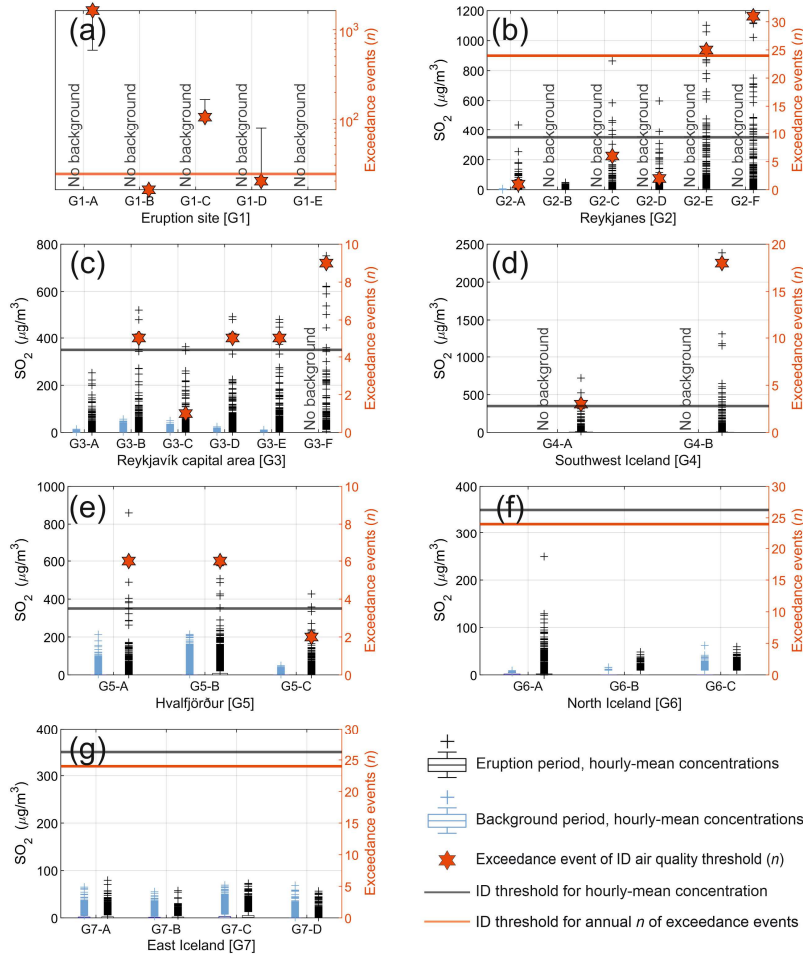 (a)
No background
No background
No background
No background
No background
10³
10²
Exceedance events (n)
G1-A
G1-B
G1-C
G1-D
G1-E
Eruption site [G1]
(b)
SO₂ (μg/m³)
1200
1000
800
600
400
200
0
No background
No background
No background
No background
No background
30
25
20
15
10
5
0
Exceedance events (n)
G2-A
G2-B
G2-C
G2-D
G2-E
G2-F
Reykjanes [G2]
(c)
SO₂ (μg/m³)
800
600
400
200
0
No background
10
8
6
4
2
0
Exceedance events (n)
G3-A
G3-B
G3-C
G3-D
G3-E
G3-F
Reykjavík capital area [G3]
(d)
SO₂ (μg/m³)
2500
2000
1500
1000
500
0
No background
No background
20
15
10
5
0
Exceedance events (n)
G4-A
G4-B
Southwest Iceland [G4]
(e)
SO₂ (μg/m³)
1000
800
600
400
200
0
10
8
6
4
2
0
Exceedance events (n)
G5-A
G5-B
G5-C
Hvalfjörður [G5]
(f)
SO₂ (μg/m³)
400
300
200
100
0
30
25
20
15
10
5
0
Exceedance events (n)
G6-A
G6-B
G6-C
North Iceland [G6]
(g)
SO₂ (μg/m³)
400
300
200
100
0
30
25
20
15
10
5
0
Exceedance events (n)
G7-A
G7-B
G7-C
G7-D
East Iceland [G7]
Eruption period, hourly-mean concentrations
Background period, hourly-mean concentrations
Exceedance event of ID air quality threshold (n)
ID threshold for hourly-mean concentration
ID threshold for annual n of exceedance events